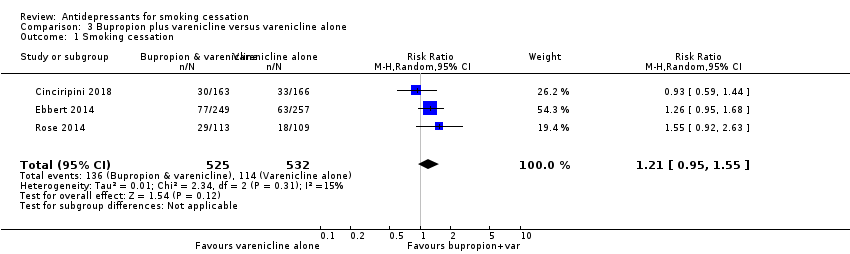 Review: Antidepressants for smoking cessation
Comparison: 3 Bupropion plus varenicline versus varenicline alone
Outcome: 1 Smoking cessation
Study or subgroup Bupropion & varenicline Varenicline alone Risk Ratio Weight Risk Ratio
n/N n/N M-H,Random,95% CI M-H,Random,95% CI
Cinciripini 2018 30/163 33/166 26.2 % 0.93 [ 0.59, 1.44 ]
Ebbert 2014 77/249 63/257 54.3 % 1.26 [ 0.95, 1.68 ]
Rose 2014 29/113 18/109 19.4 % 1.55 [ 0.92, 2.63 ]
Total (95% CI) 525 532 100.0 % 1.21 [ 0.95, 1.55 ]
Total events: 136 (Bupropion & varenicline), 114 (Varenicline alone)
Heterogeneity: Tau² = 0.01; Chi² = 2.34, df = 2 (P = 0.31); I² =15%
Test for overall effect: Z = 1.54 (P = 0.12)
Test for subgroup differences: Not applicable
0.1 0.2 0.5 1 2 5 10
Favours varenicline alone Favours bupropion+var